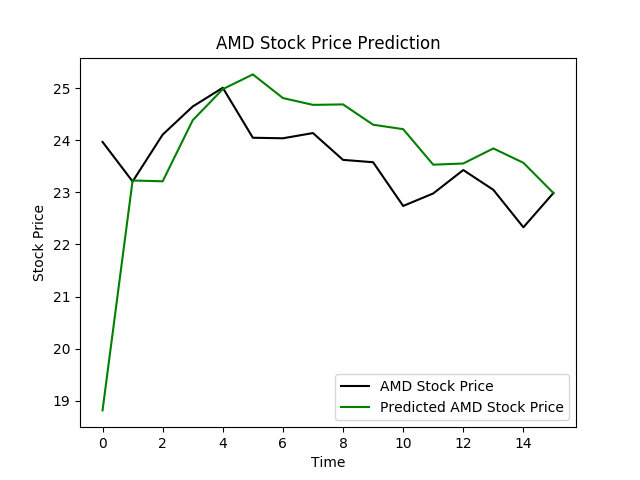 AMD Stock Price Prediction
25
24
23
22
21
20
19
Stock Price
0 2 4 6 8 10 12 14
Time
AMD Stock Price
Predicted AMD Stock Price